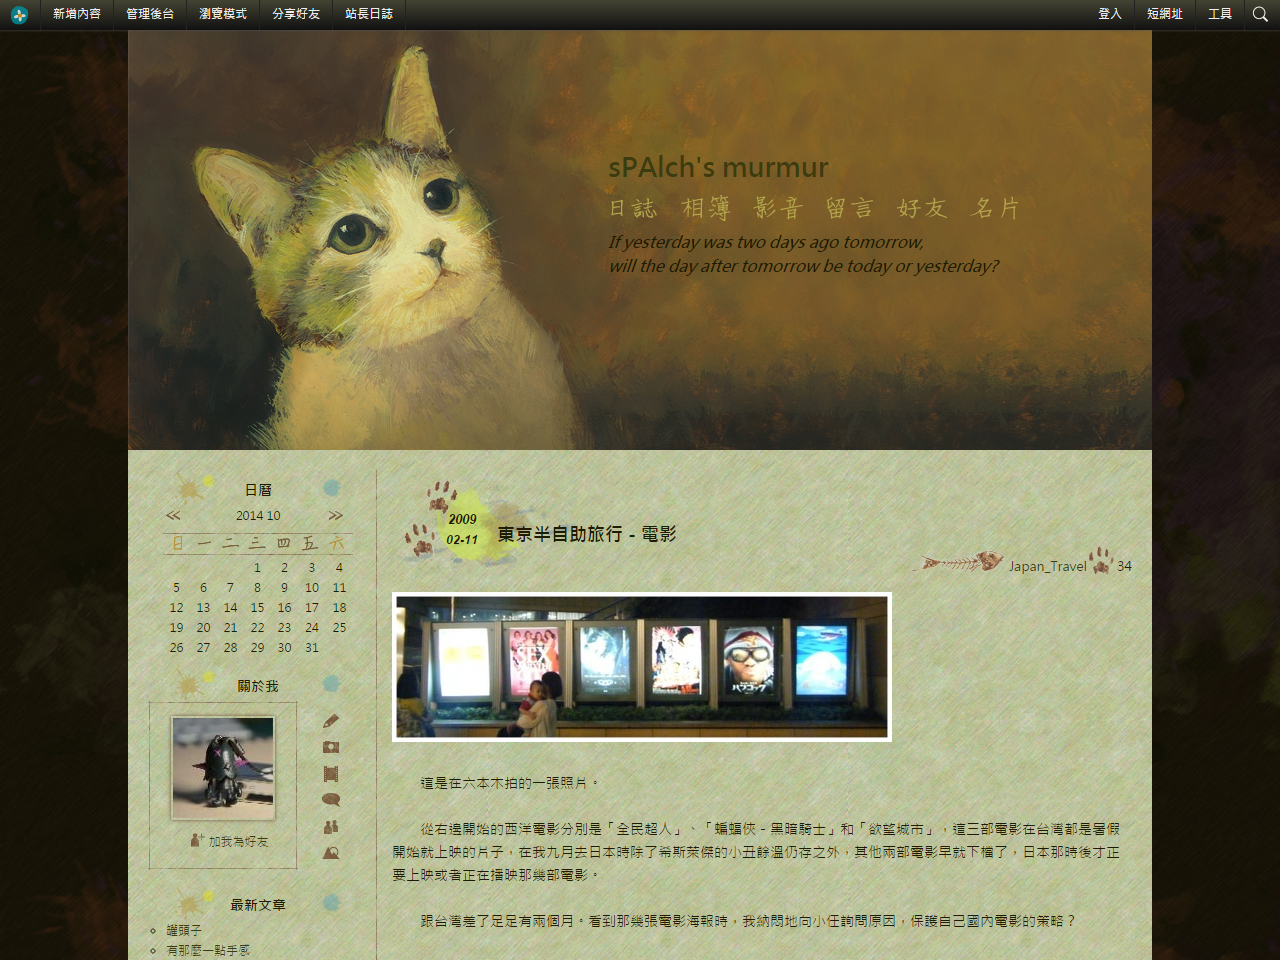 新增內容 管理後台 瀏覽模式 分享好友 站長日誌 登入 短網址 工具
sPAlch's murmur
日誌 相簿 影音 留言 好友 名片
If yesterday was two days ago tomorrow,
will the day after tomorrow be today or yesterday?
日曆
<< 2014 10 >>
日 一 二 三 四 五 六
1 2 3 4
5 6 7 8 9 10 11
12 13 14 15 16 17 18
19 20 21 22 23 24 25
26 27 28 29 30 31
關於我
加我為好友
最新文章
罐頭子
有那麼一點手感
2009
02-11
東京半自助旅行 - 電影
Japan_Travel 34
這是在六本木拍的一張照片。
從右邊開始的西洋電影分別是「全民超人」、「蝙蝠俠 - 黑暗騎士」和「欲望城市」，這三部電影在台灣都是暑假
開始就上映的片子，在我九月去日本時除了希斯萊傑的小丑餘溫仍存之外，其他兩部電影早就下檔了，日本那時後才正
要上映或者正在播映那幾部電影。
跟台灣差了足足有兩個月。看到那幾張電影海報時，我納悶地向小任詢問原因，保護自己國內電影的策略？